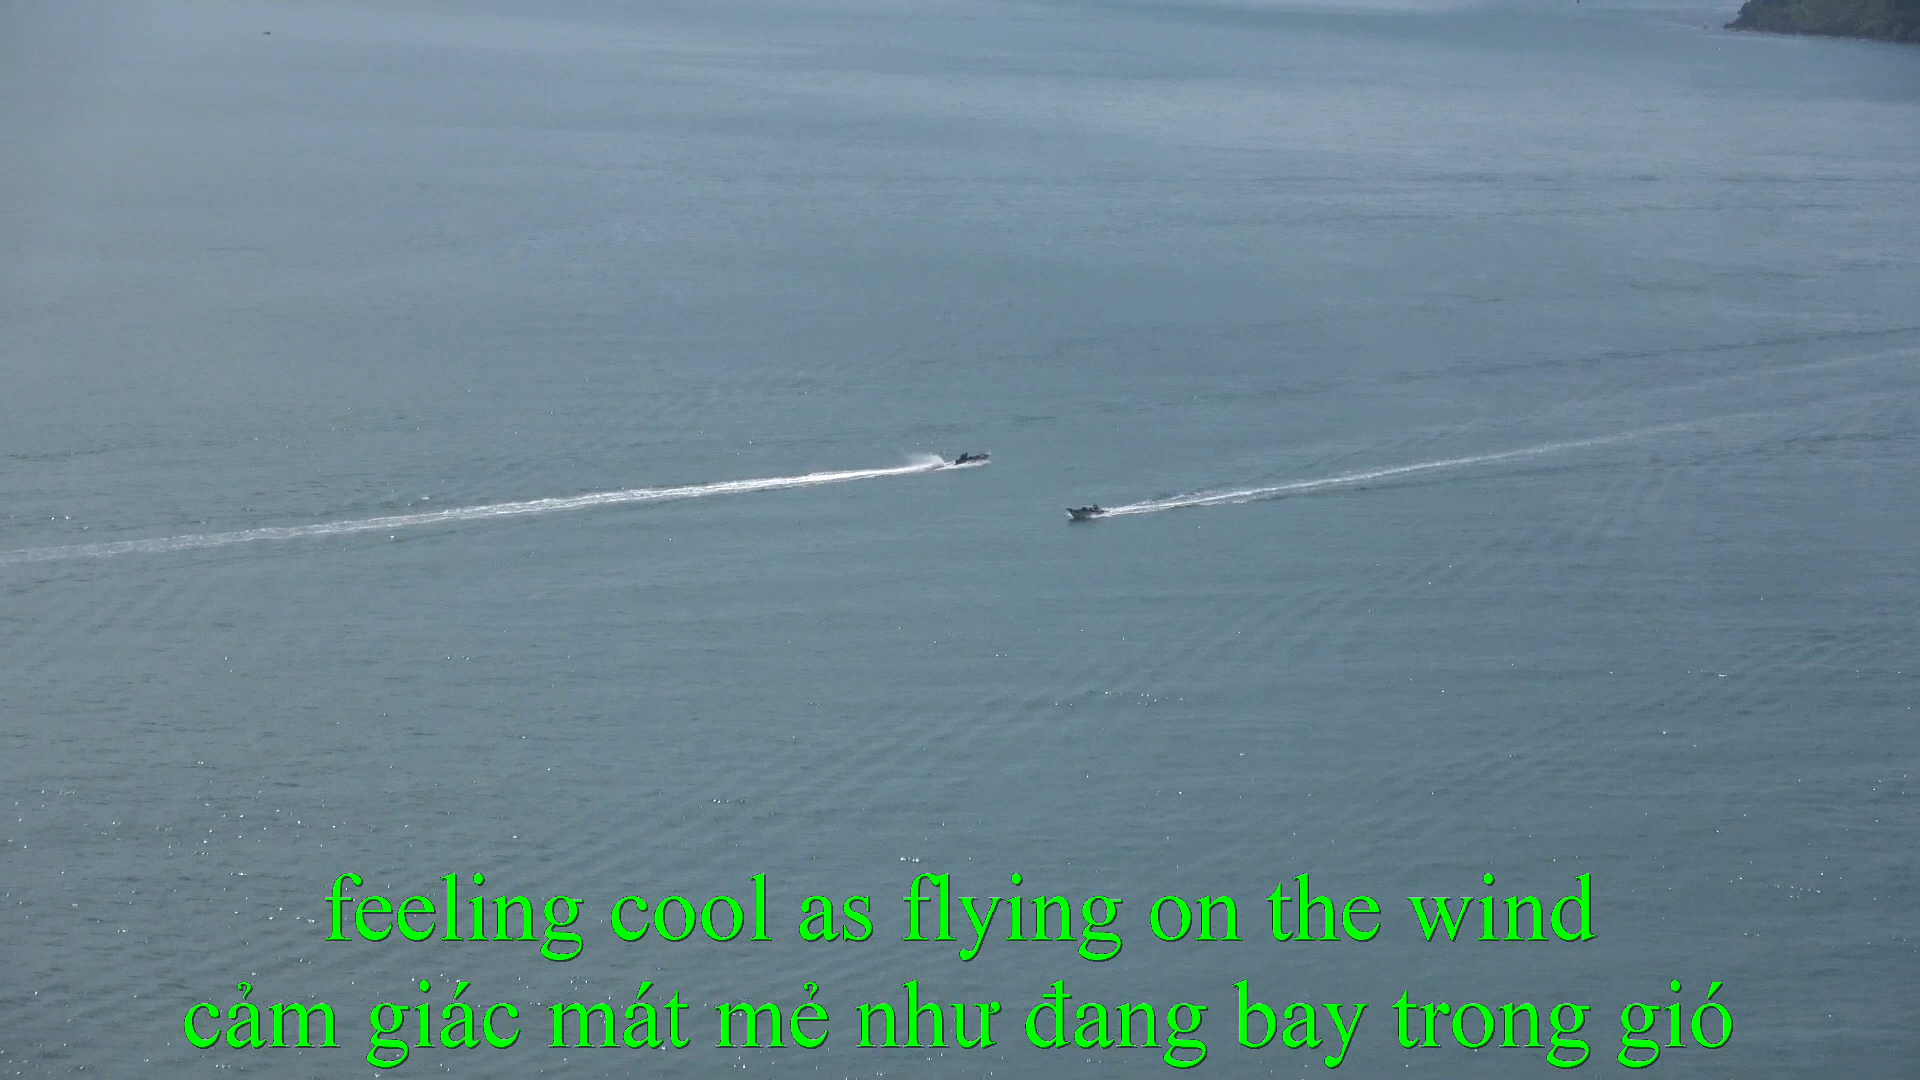 feeling cool as flying on the wind
cảm giác mát mẻ như đang bay trong gió